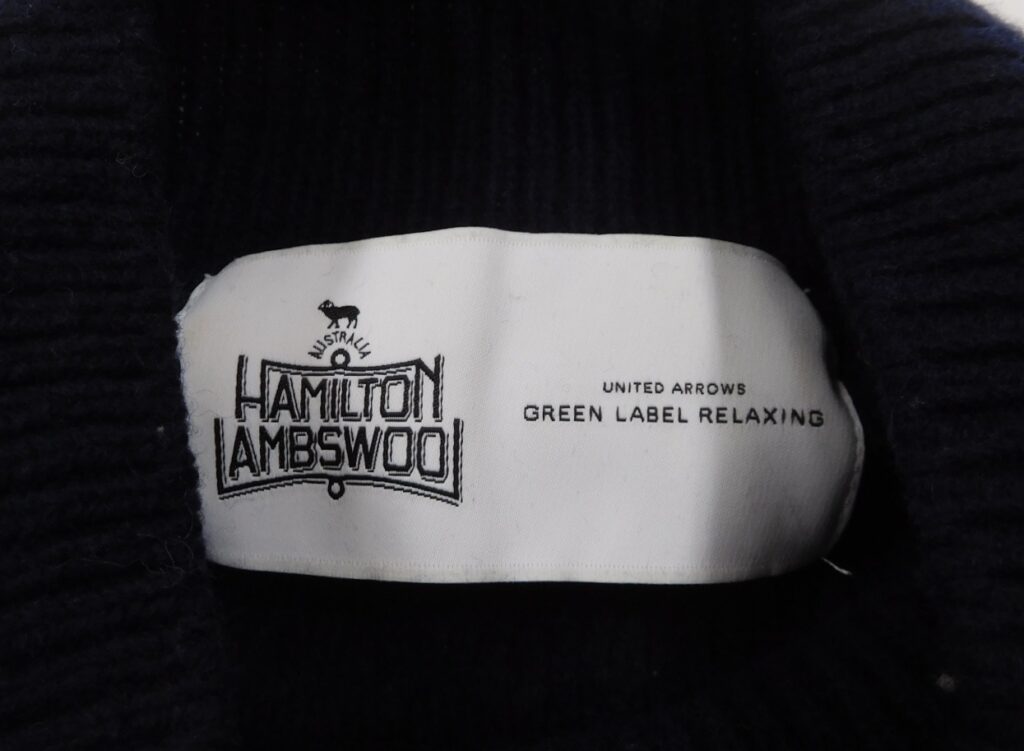 AUSTRALIA
HAMILTON
LAMBSWOOL
UNITED ARROWS
GREEN LABEL RELAXING